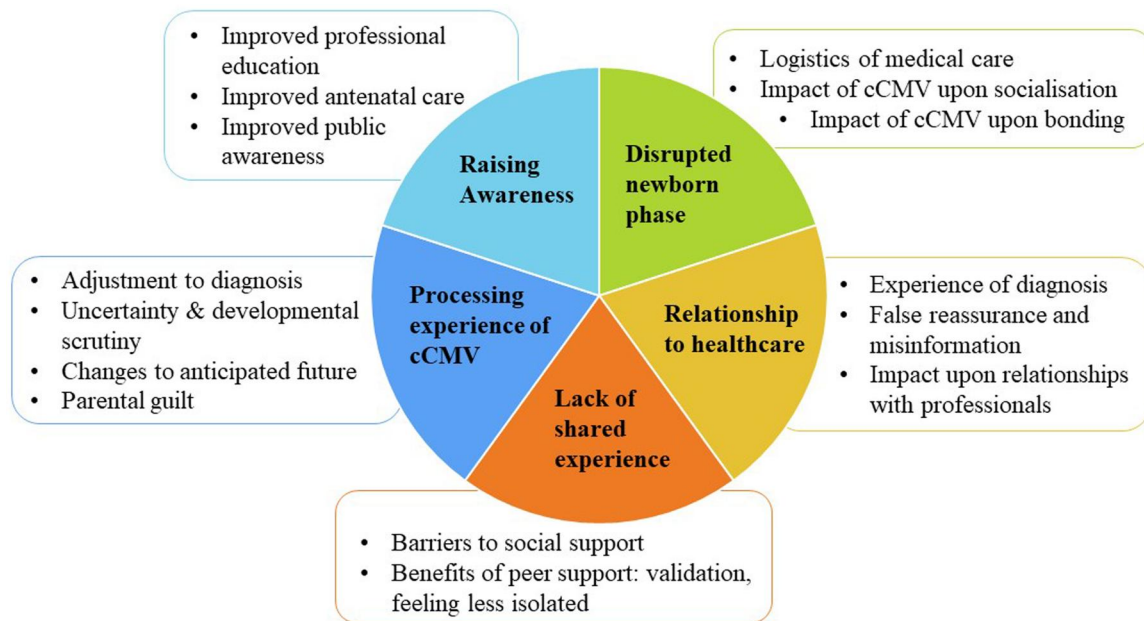 • Improved professional
education
• Improved antenatal care
• Improved public
awareness
Raising
Awareness
• Logistics of medical care
• Impact of cCMV upon socialisation
• Impact of cCMV upon bonding
Disrupted
newborn
phase
• Adjustment to diagnosis
• Uncertainty & developmental
scrutiny
• Changes to anticipated future
• Parental guilt
Processing
experience of
cCMV
Relationship
to healthcare
• Experience of diagnosis
• False reassurance and
misinformation
• Impact upon relationships
with professionals
Lack of
shared
experience
• Barriers to social support
• Benefits of peer support: validation,
feeling less isolated